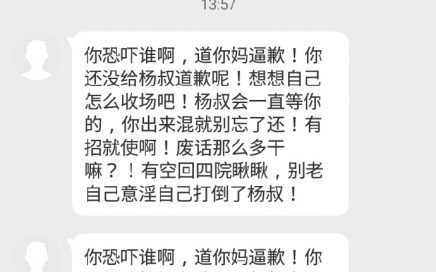 13:57
你恐吓谁啊，道你妈逼歉！你
还没给杨叔道歉呢！想想自己
怎么收场吧！杨叔会一直等你
的，你出来混就别忘了还！有
招就使啊！废话那么多干
嘛？！有空回四院瞅瞅，别老
自己意淫自己打倒了杨叔！
你恐吓谁啊，道你妈逼歉！你